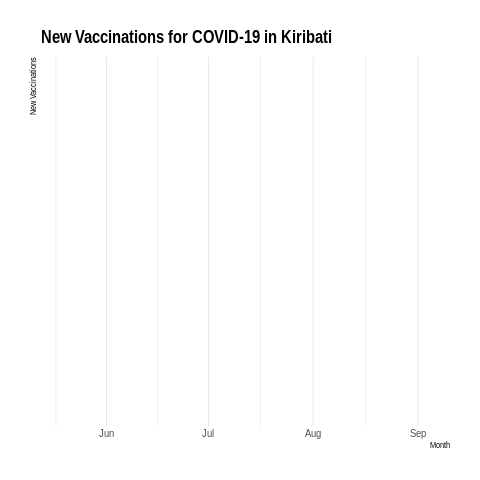 New Vaccinations for COVID-19 in Kiribati
New Vaccinations
Jun Jul Aug Sep
Month